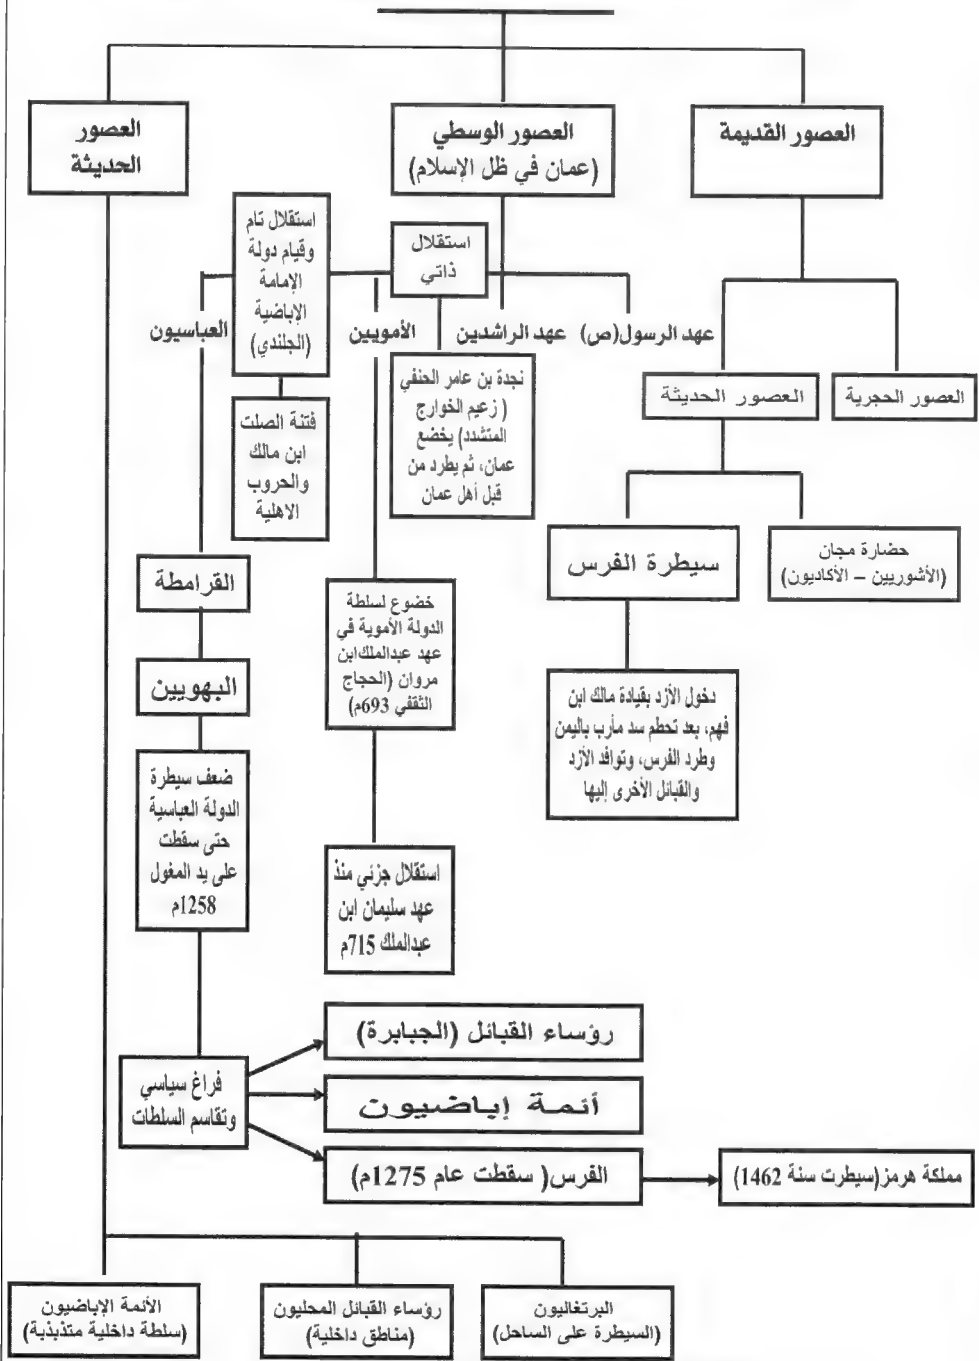 العصور القديمة
العصور الوسطي
(عمان في ظل الإسلام)
العصور
الحديثة
استقلال
ذاتي
استقلال تام
وقيام دولة
الإمامة
الإباضية
(الجلندي)
عهد الرسول(ص)
عهد الراشدين
الأمويين
العباسيون
العصور الحجرية
العصور الحديثة
نجدة بن عامر الحنفي
( زعيم الخوارج
المتشدد) يخضع
عمان، ثم يطرد من
قبل أهل عمان
فتنة الصلت
ابن مالك
والحروب
الاهلية
حضارة مجان
(الأشوريين – الأكاديون)
سيطرة الفرس
القرامطة
خضوع لسلطة
الدولة الأموية في
عهد عبدالملك ابن
مروان (الحجاج
الثقفي 693م)
البهويين
دخول الأزد بقيادة مالك ابن
فهم، بعد تحطم سد مأرب باليمن
وطرد الفرس، وتوافد الأزد
والقبائل الأخرى إليها
ضعف سيطرة
الدولة العباسية
حتى سقطت
على يد المغول
1258م
استقلال جزئي منذ
عهد سليمان ابن
عبدالملك 715م
فراغ سياسي
وتقاسم السلطات
رؤساء القبائل (الجبابرة)
أئمة إباضيون
الفرس( سقطت عام 1275م)
مملكة هرمز(سيطرت سنة 1462)
البرتغاليون
(السيطرة على الساحل)
رؤساء القبائل المحليون
(مناطق داخلية)
الأئمة الإباضيون
(سلطة داخلية متذبذبة)